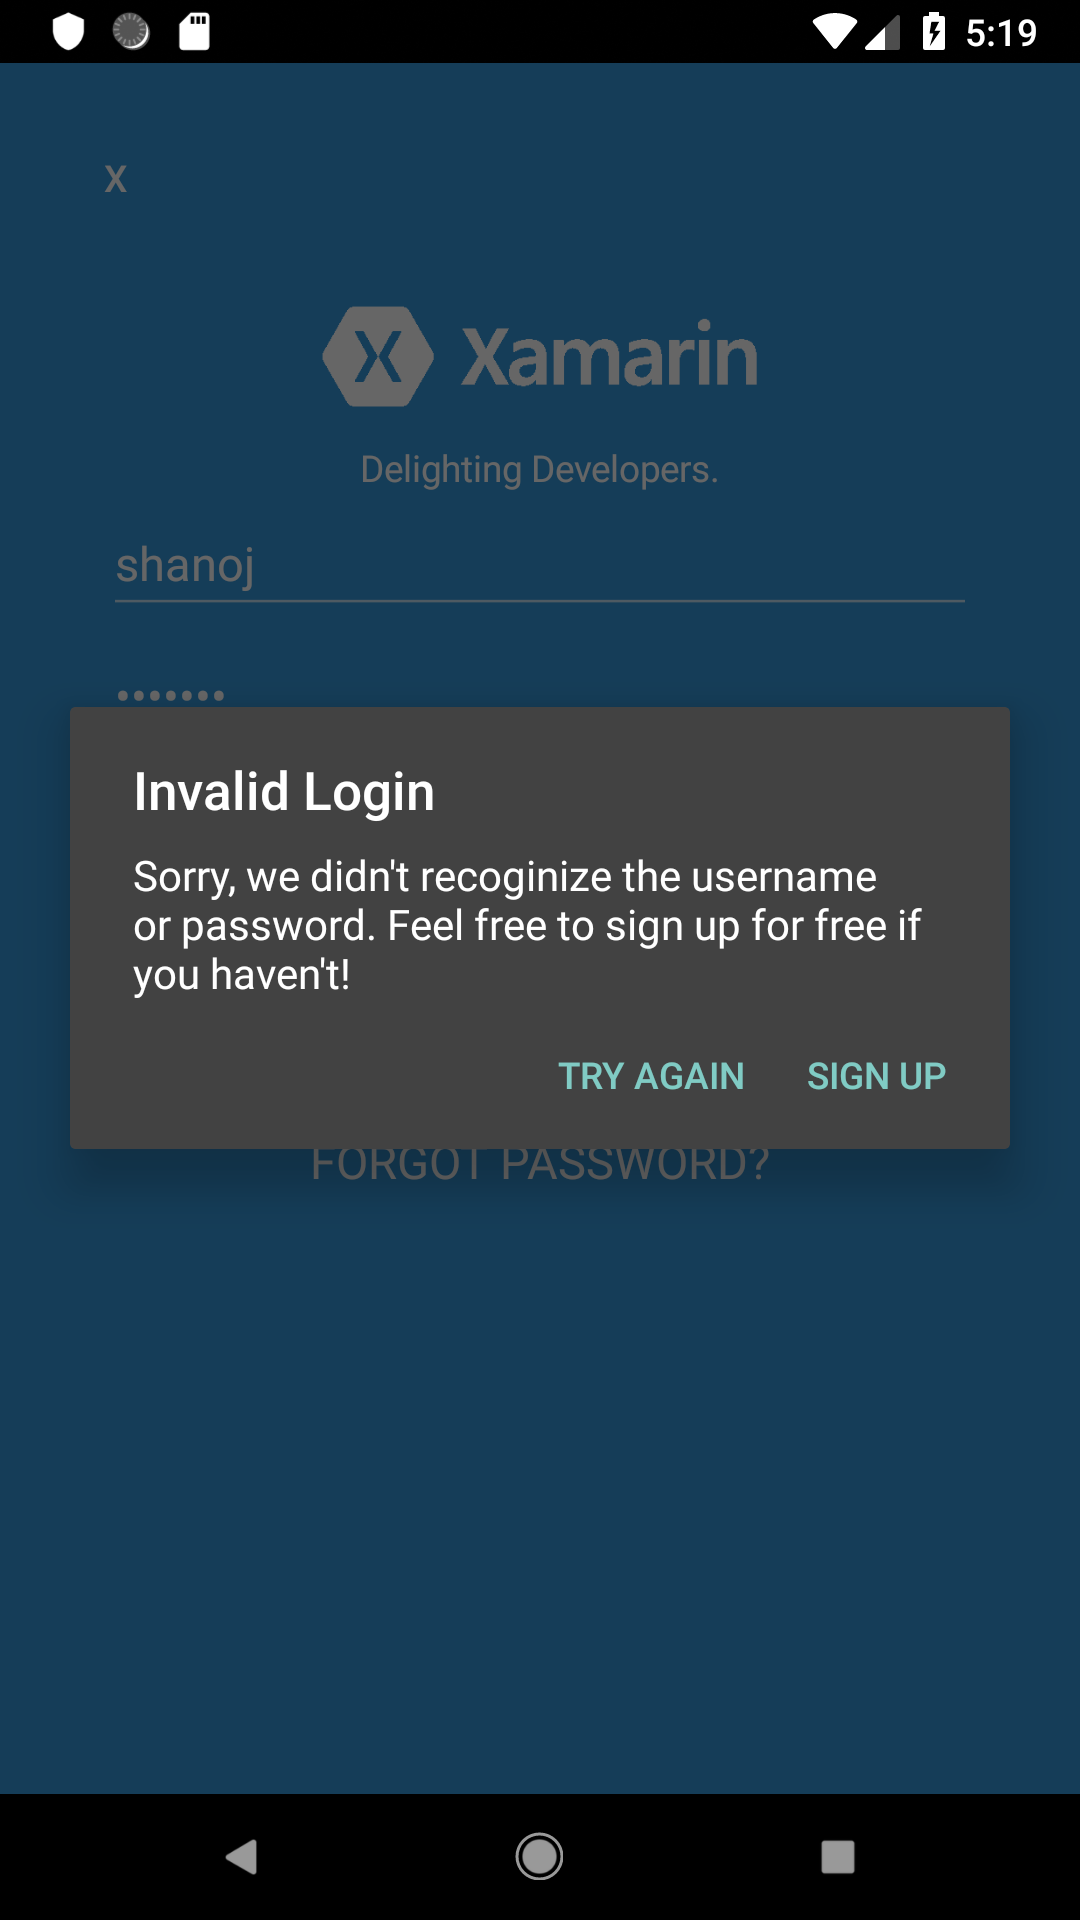 5:19
X
Xamarin
Delighting Developers.
shanoj
•••••••
Invalid Login
Sorry, we didn't recoginize the username
or password. Feel free to sign up for free if
you haven't!
TRY AGAIN SIGN UP
FORGOT PASSWORD?